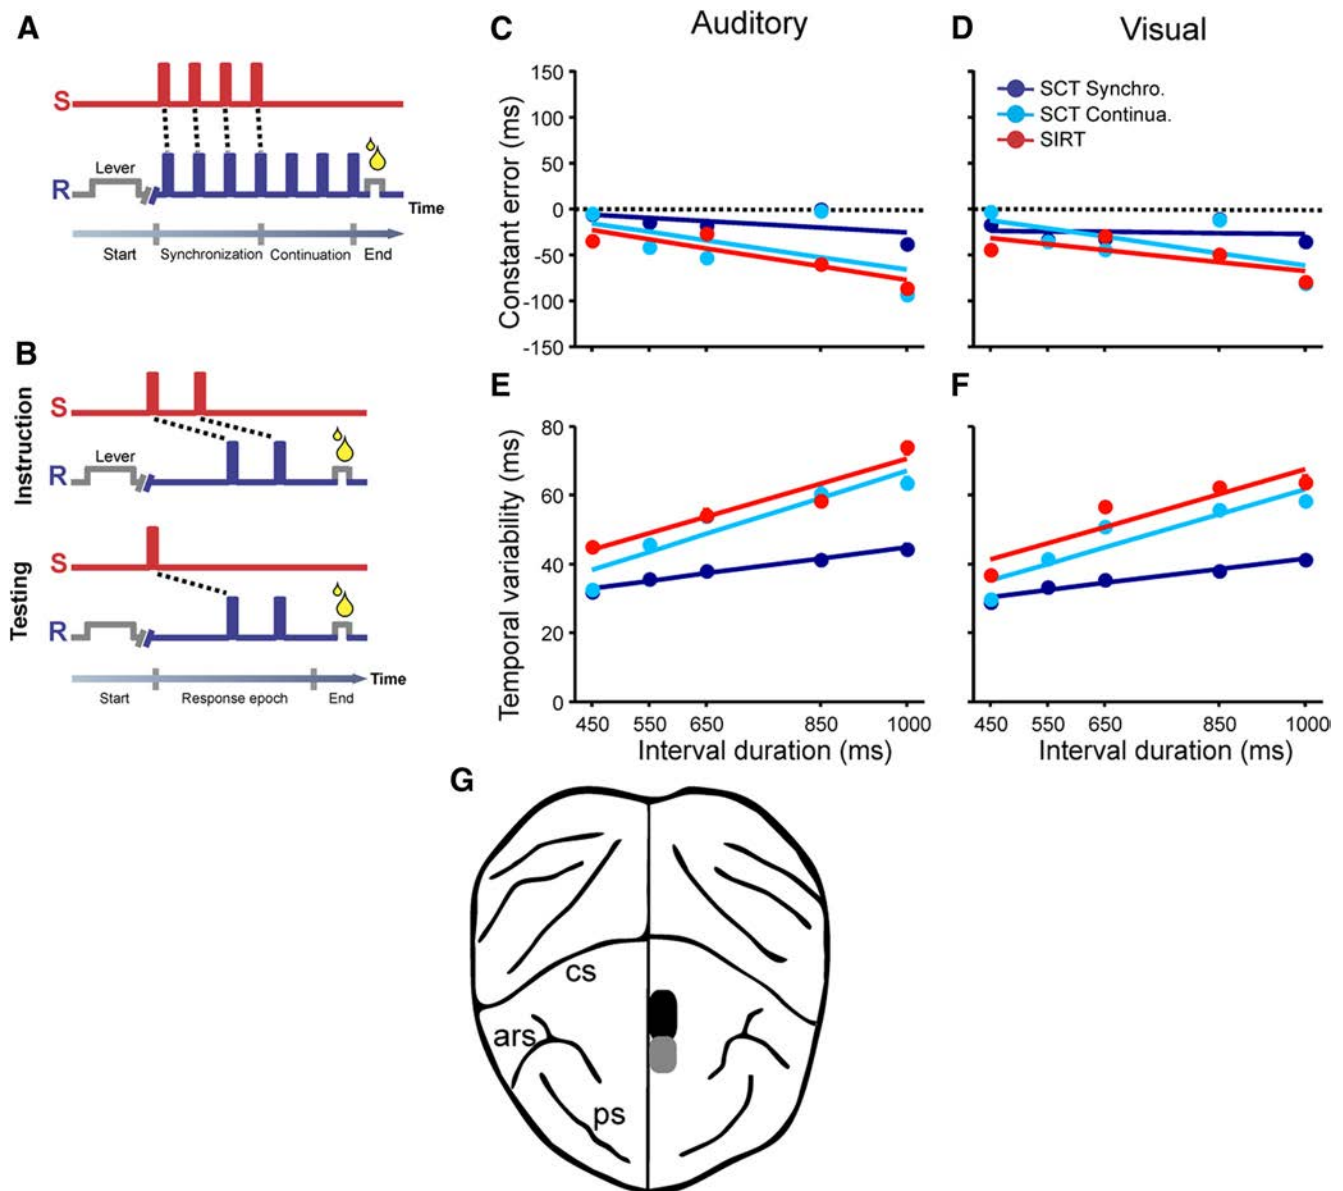 A
S
R
Lever
Time
Start
Synchronization
Continuation
End
B
Instruction
S
R
Lever
Testing
S
R
Time
Start
Response epoch
End
Auditory
Visual
C
Constant error (ms)
150
100
50
0
-50
-100
-150
D
SCT Synchro.
SCT Continua.
SIRT
E
Temporal variability (ms)
80
60
40
20
0
450 550 650 850 1000
Interval duration (ms)
F
450 550 650 850 1000
Interval duration (ms)
G
cs
ars
ps